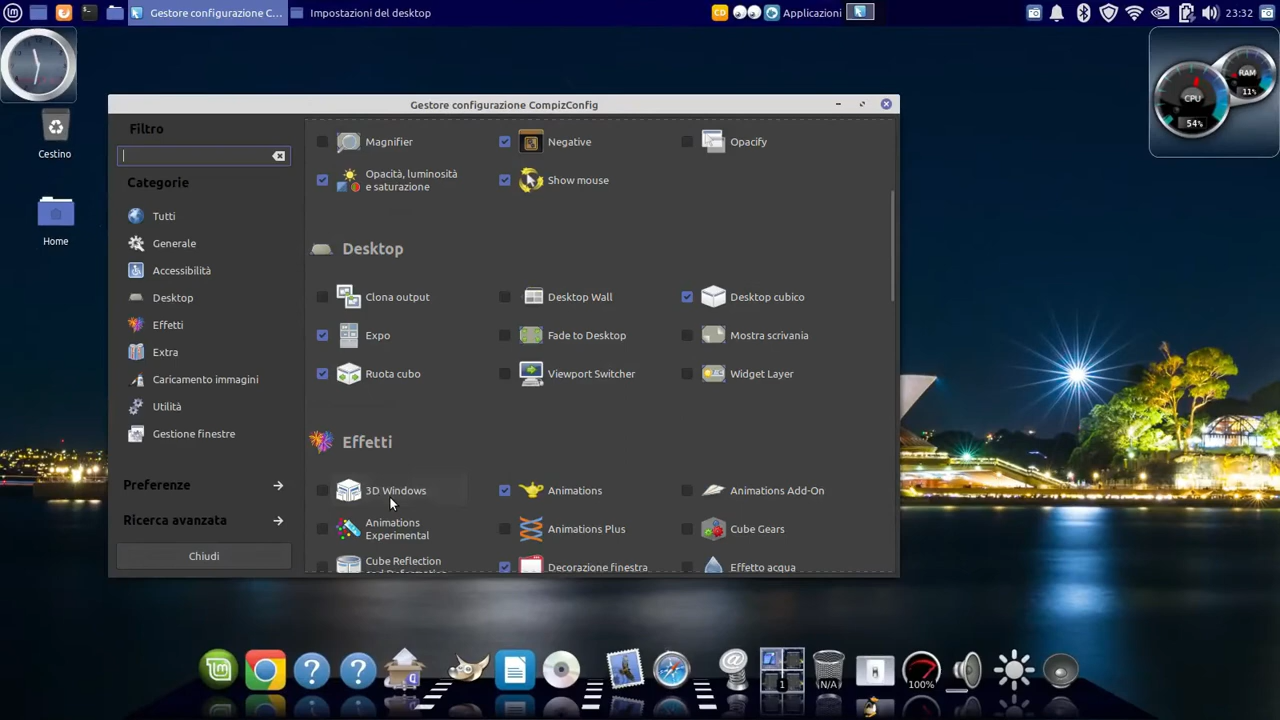 Gestore configurazione C...
Impostazioni del desktop
CD
Applicazioni
23:32
Cestino
Home
CPU
54%
RAM
11%
Gestore configurazione CompizConfig
Filtro
Categorie
Tutti
Generale
Accessibilità
Desktop
Effetti
Extra
Caricamento immagini
Utilità
Gestione finestre
Preferenze
Ricerca avanzata
Chiudi
Magnifier
Negative
Opacify
Opacità, luminosità
e saturazione
Show mouse
Desktop
Clona output
Desktop Wall
Desktop cubico
Expo
Fade to Desktop
Mostra scrivania
Ruota cubo
Viewport Switcher
Widget Layer
Effetti
3D Windows
Animations
Animations Add-On
Animations
Experimental
Animations Plus
Cube Gears
Cube Reflection
and Deformation
Decorazione finestra
Effetto acqua
1
N/A
100%